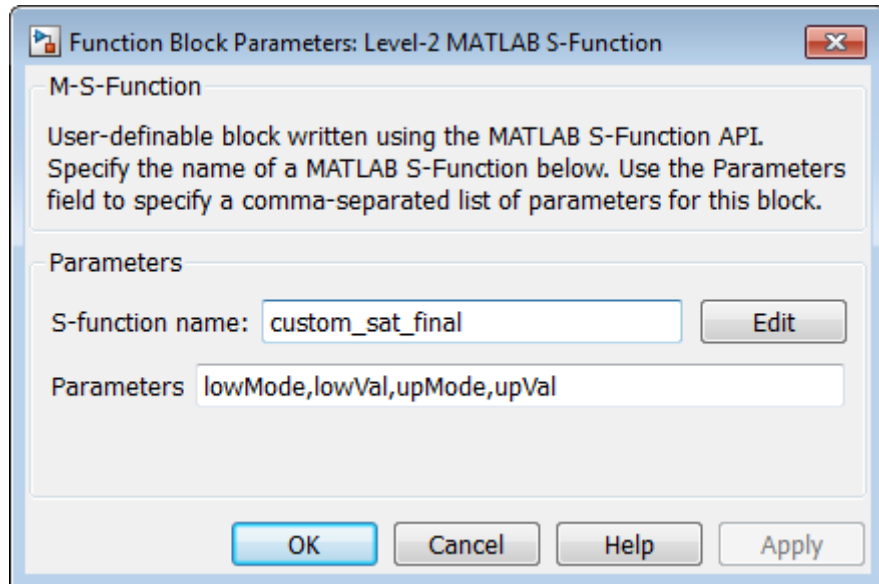 Function Block Parameters: Level-2 MATLAB S-Function
M-S-Function
User-definable block written using the MATLAB S-Function API.
Specify the name of a MATLAB S-Function below. Use the Parameters
field to specify a comma-separated list of parameters for this block.
Parameters
S-function name: custom_sat_final Edit
Parameters lowMode,lowVal,upMode,upVal
OK Cancel Help Apply